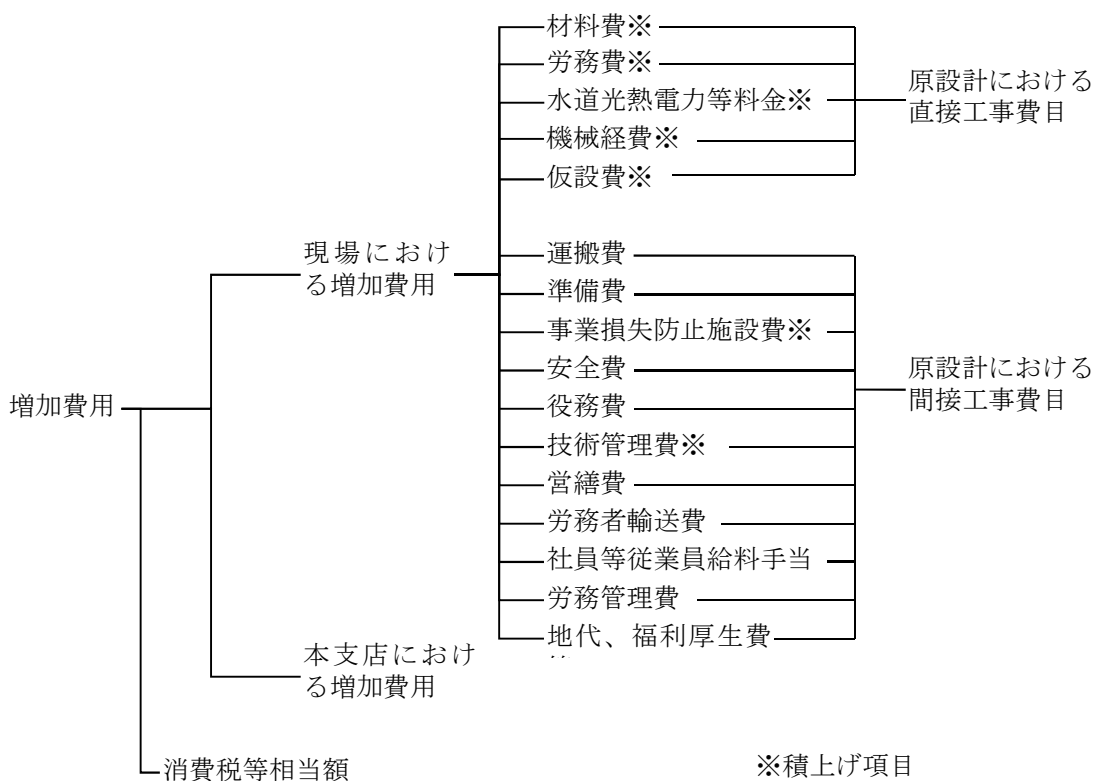 材料費※
労務費※
水道光熱電力等料金※
機械経費※
仮設費※
原設計における
直接工事費目
現場におけ
る増加費用
運搬費
準備費
事業損失防止施設費※
安全費
役務費
技術管理費※
営繕費
労務者輸送費
社員等従業員給料手当
労務管理費
地代、福利厚生費
原設計における
間接工事費目
増加費用
本支店におけ
る増加費用
消費税等相当額
※積上げ項目